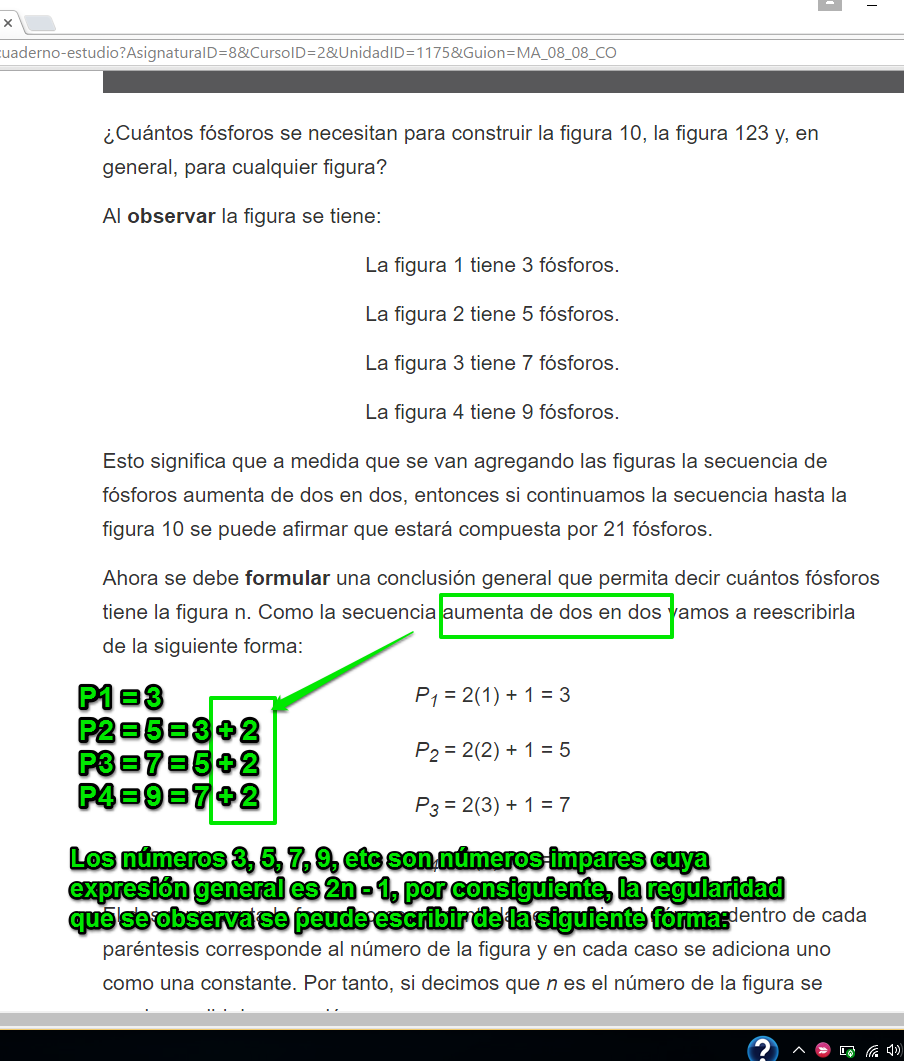 cuaderno-estudio?AsignaturaID=8&CursoID=2&UnidadID=1175&Guion=MA_08_08_CO
¿Cuántos fósforos se necesitan para construir la figura 10, la figura 123 y, en
general, para cualquier figura?
Al observar la figura se tiene:
La figura 1 tiene 3 fósforos.
La figura 2 tiene 5 fósforos.
La figura 3 tiene 7 fósforos.
La figura 4 tiene 9 fósforos.
Esto significa que a medida que se van agregando las figuras la secuencia de
fósforos aumenta de dos en dos, entonces si continuamos la secuencia hasta la
figura 10 se puede afirmar que estará compuesta por 21 fósforos.
Ahora se debe formular una conclusión general que permita decir cuántos fósforos
tiene la figura n. Como la secuencia aumenta de dos en dos vamos a reescribirla
de la siguiente forma:
P1 = 3
P2 = 5 = 3 + 2
P3 = 7 = 5 + 2
P4 = 9 = 7 + 2
P1 = 2(1) + 1 = 3
P2 = 2(2) + 1 = 5
P3 = 2(3) + 1 = 7
Los números 3, 5, 7, 9, etc son números impares cuya
expresión general es 2n - 1, por consiguiente, la regularidad
que se observa se peude escribir de la siguiente forma:
dentro de cada
paréntesis corresponde al número de la figura y en cada caso se adiciona uno
como una constante. Por tanto, si decimos que n es el número de la figura se